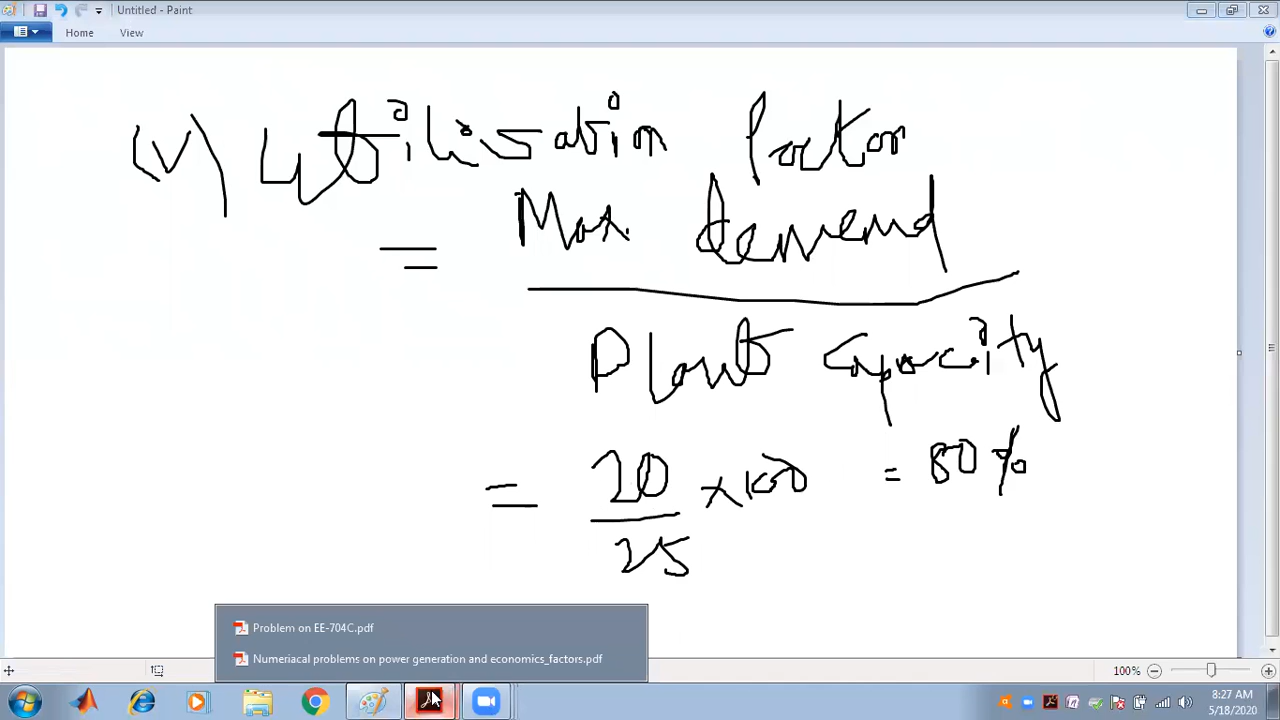 Untitled - Paint
Home View
(v) Utilisation factor
= Max. demand
Plant Capacity
= 20 × 100 = 80%
25
Problem on EE-704C.pdf
Numeriacal problems on power generation and economics_factors.pdf
100%
8:27 AM
5/18/2020